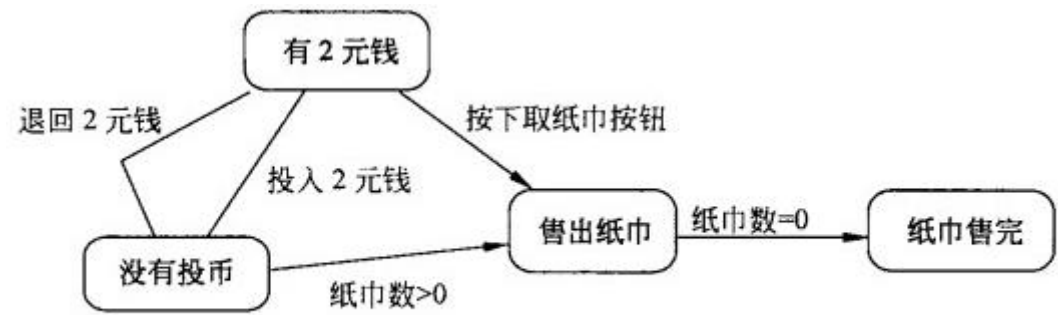 有 2 元钱
退回 2 元钱
按下取纸巾按钮
投入 2 元钱
售出纸巾
纸巾数=0
纸巾售完
没有投币
纸巾数>0